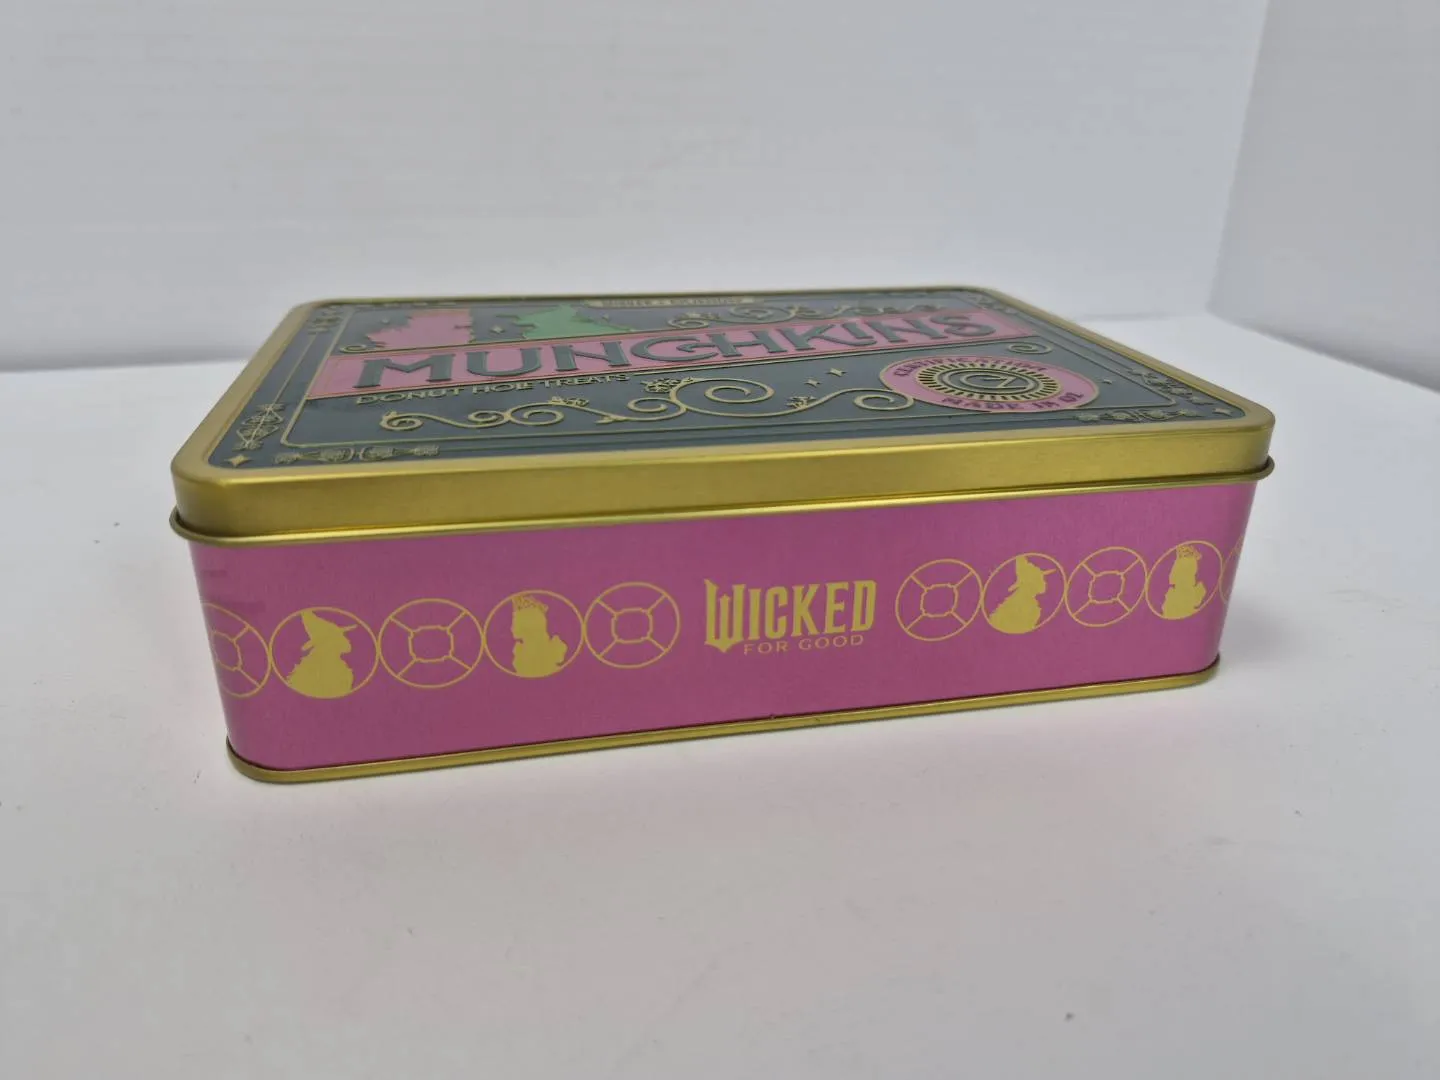 MUNCHKINS
DONUT HOLE TREATS
MADE IN OZ
WICKED
FOR GOOD